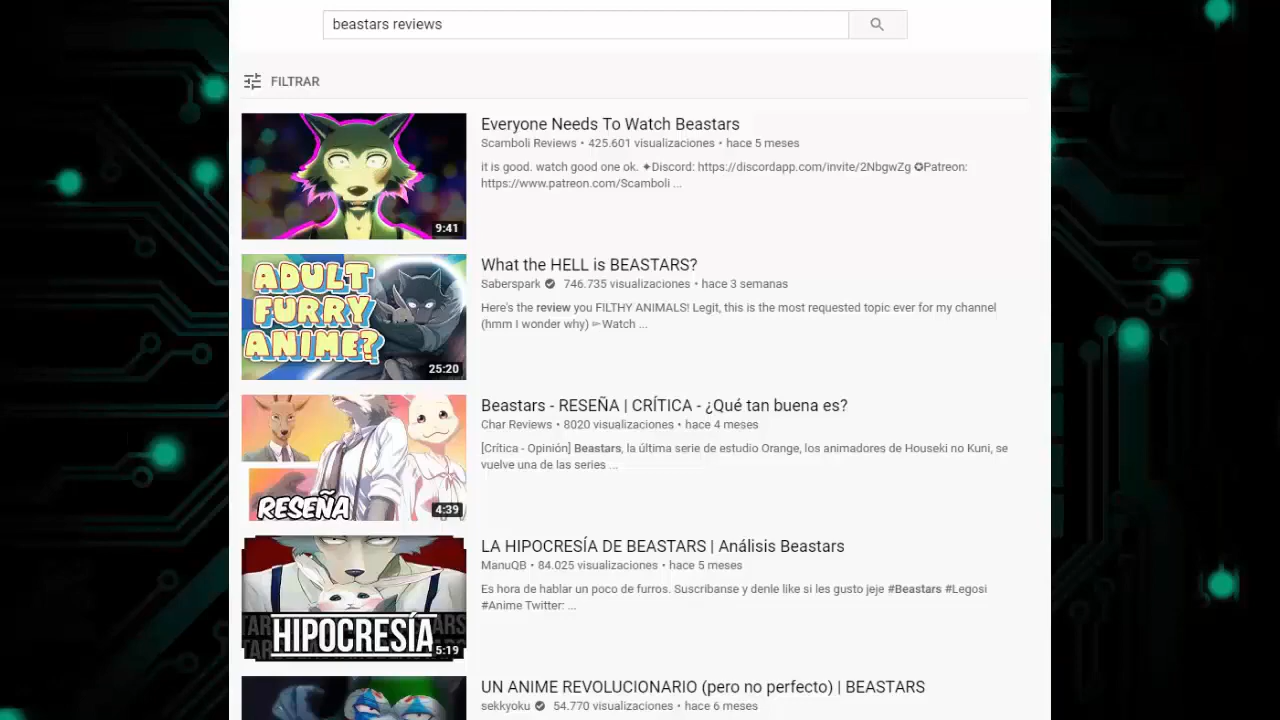 beastars reviews
FILTRAR
Everyone Needs To Watch Beastars
Scamboli Reviews • 425.601 visualizaciones • hace 5 meses
it is good. watch good one ok. ✦Discord: https://discordapp.com/invite/2NbgwZg ✪Patreon:
https://www.patreon.com/Scamboli ...
9:41
ADULT
FURRY
ANIME?
25:20
What the HELL is BEASTARS?
Saberspark 746.735 visualizaciones • hace 3 semanas
Here's the review you FILTHY ANIMALS! Legit, this is the most requested topic ever for my channel
(hmm I wonder why) ➳Watch ...
RESEÑA
4:39
Beastars - RESEÑA | CRÍTICA - ¿Qué tan buena es?
Char Reviews • 8020 visualizaciones • hace 4 meses
[Crítica - Opinión] Beastars, la última serie de estudio Orange, los animadores de Houseki no Kuni, se
vuelve una de las series ...
HIPOCRESÍA
5:19
LA HIPOCRESÍA DE BEASTARS | Análisis Beastars
ManuQB • 84.025 visualizaciones • hace 5 meses
Es hora de hablar un poco de furros. Suscribanse y denle like si les gusto jeje #Beastars #Legosi
#Anime Twitter: ...
UN ANIME REVOLUCIONARIO (pero no perfecto) | BEASTARS
sekkyoku 54.770 visualizaciones • hace 6 meses